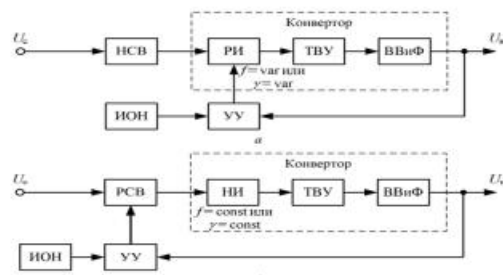 Конвертор
НСВ
РИ
ТВУ
ВВиФ
f = var или
y = var
ИОН
УУ
а
Конвертор
РСВ
НИ
ТВУ
ВВиФ
f = const или
y = const
ИОН
УУ